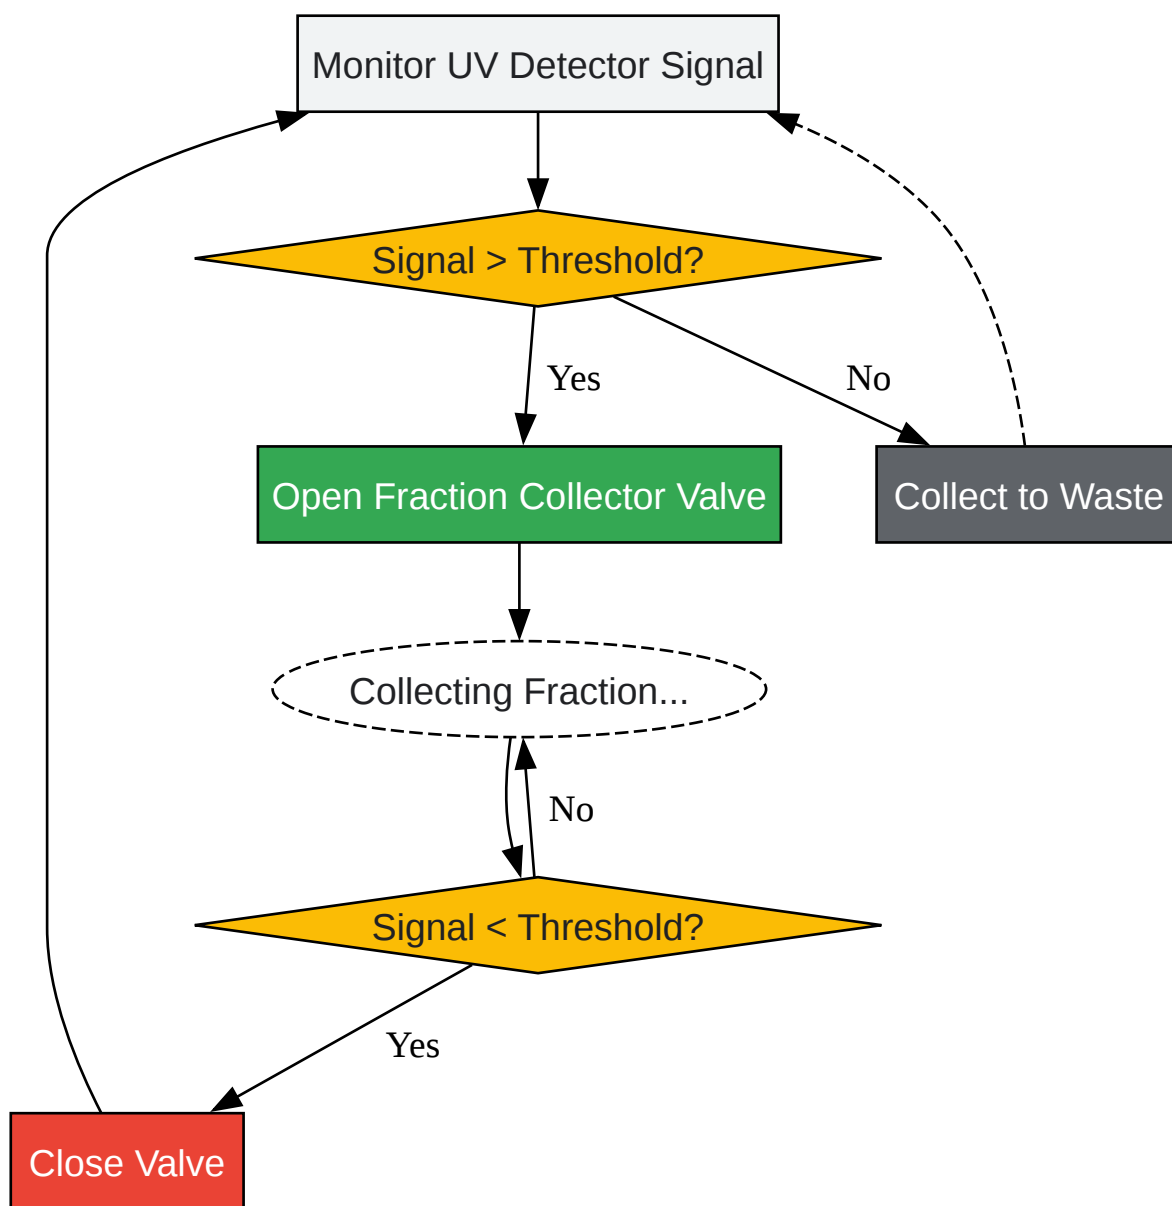 Monitor UV Detector Signal
Signal > Threshold?
Yes
No
Open Fraction Collector Valve
Collect to Waste
Collecting Fraction...
No
Signal < Threshold?
Yes
Close Valve